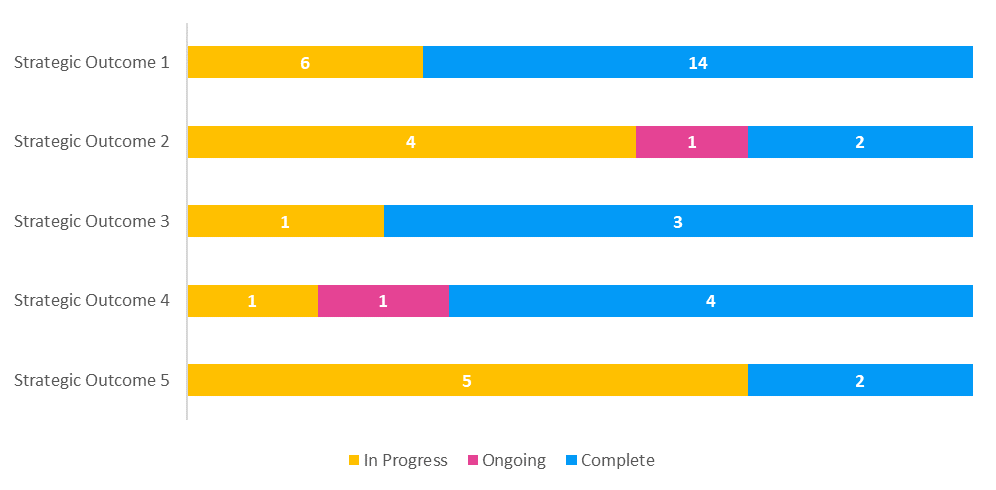 Strategic Outcome 1
6 14
Strategic Outcome 2
4 1 2
Strategic Outcome 3
1 3
Strategic Outcome 4
1 1 4
Strategic Outcome 5
5 2
In Progress Ongoing Complete